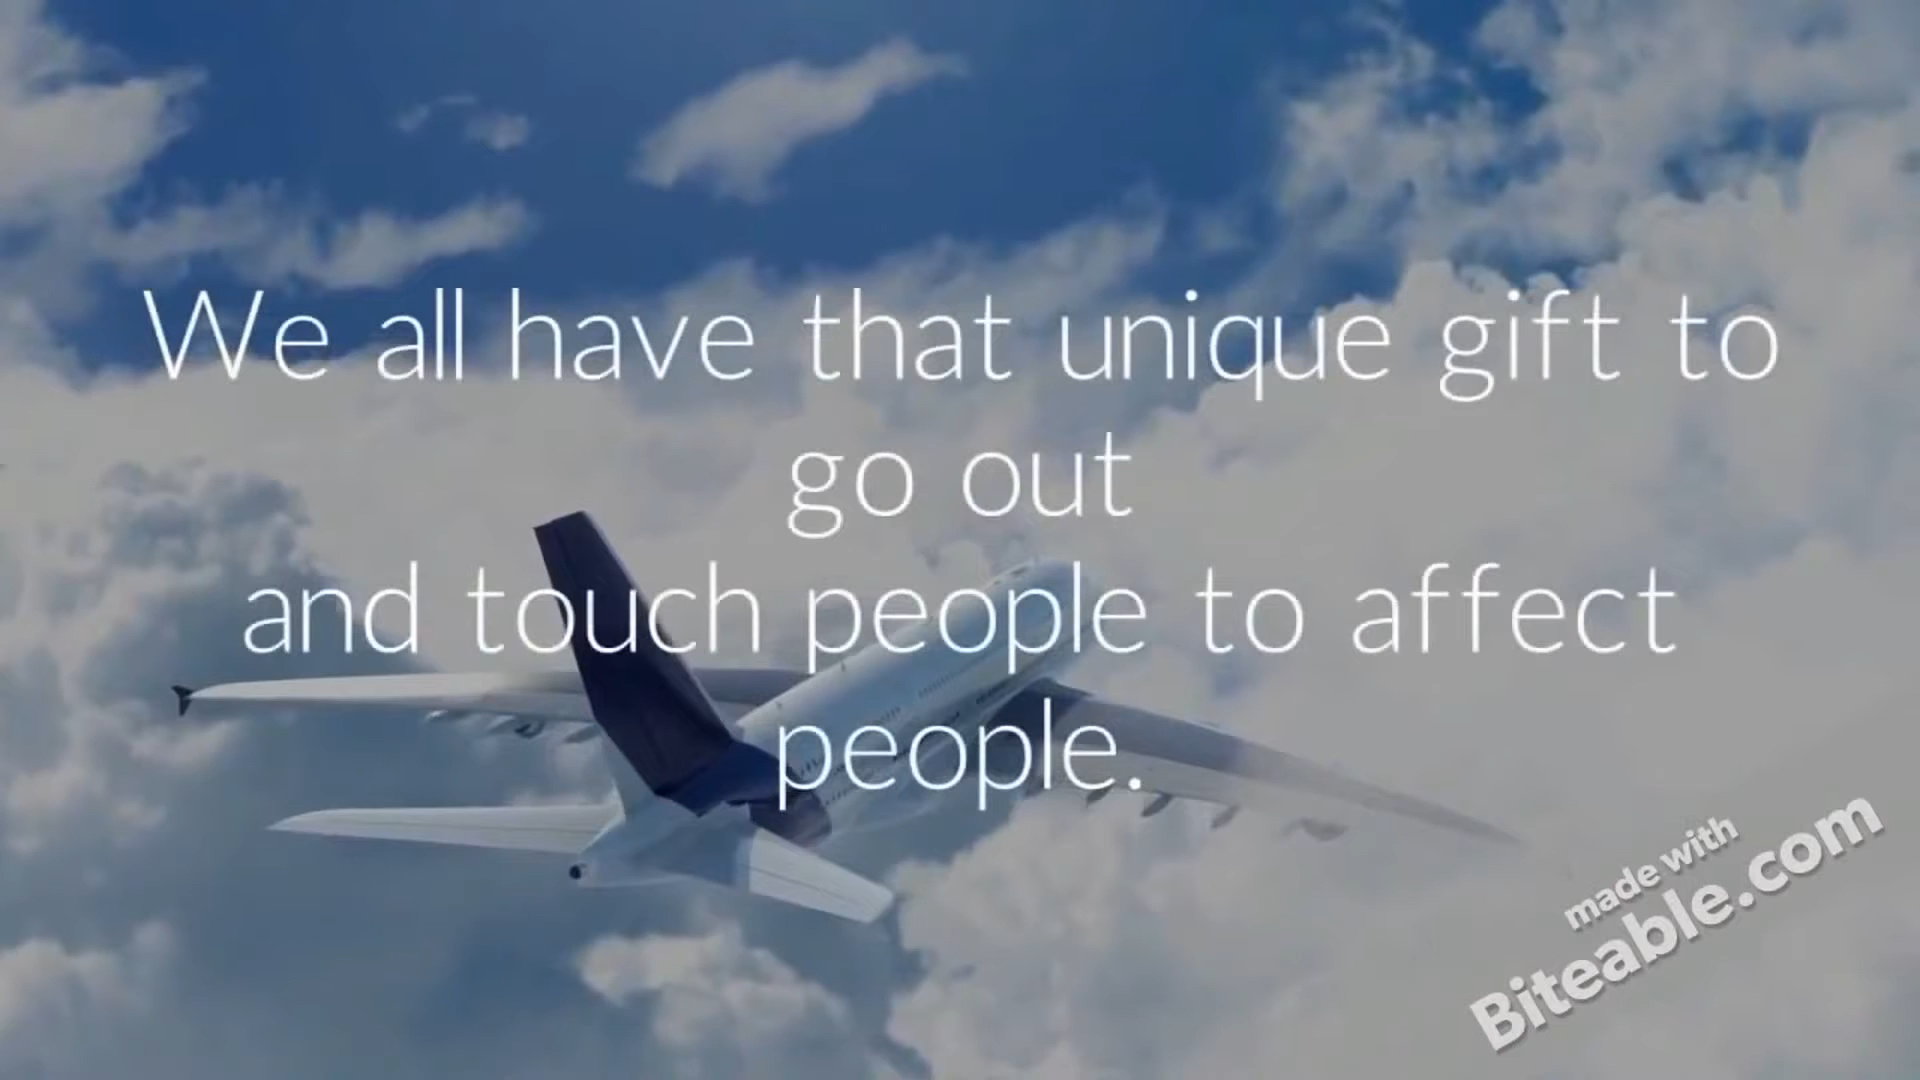 We all have that unique gift to
go out
and touch people to affect
people.
made with
Biteable.com